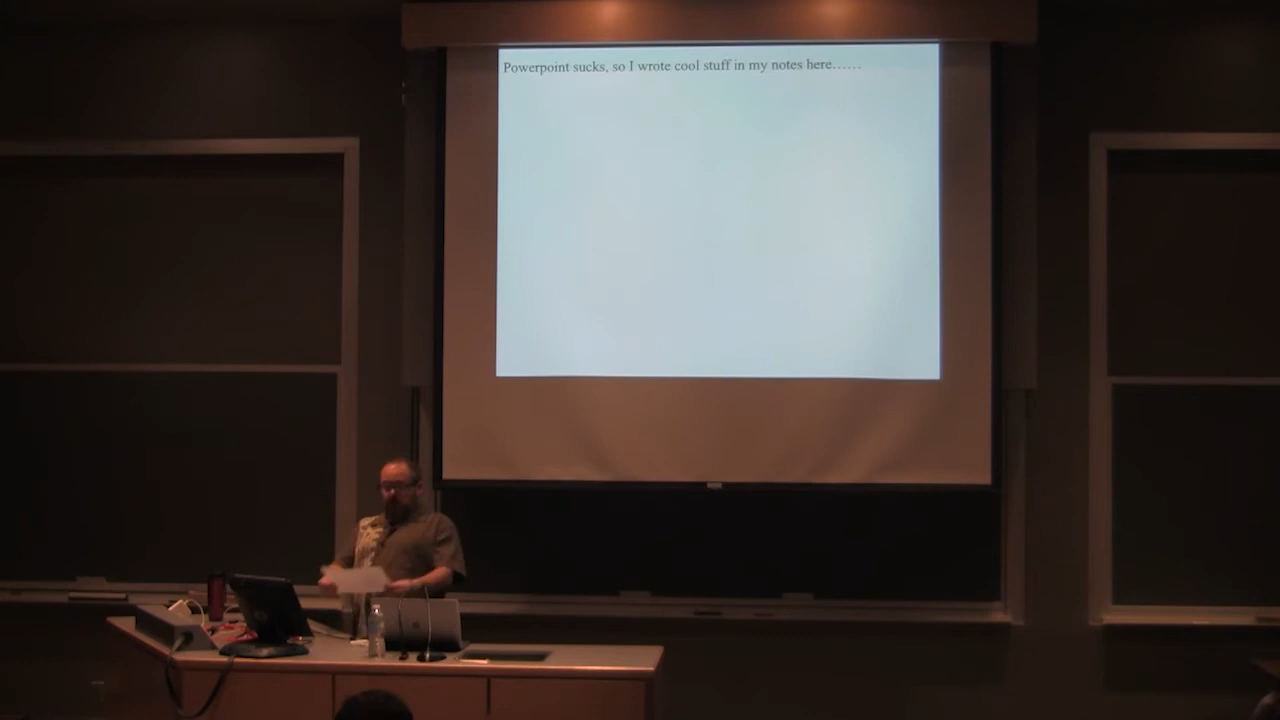 Powerpoint sucks, so I wrote cool stuff in my notes here……